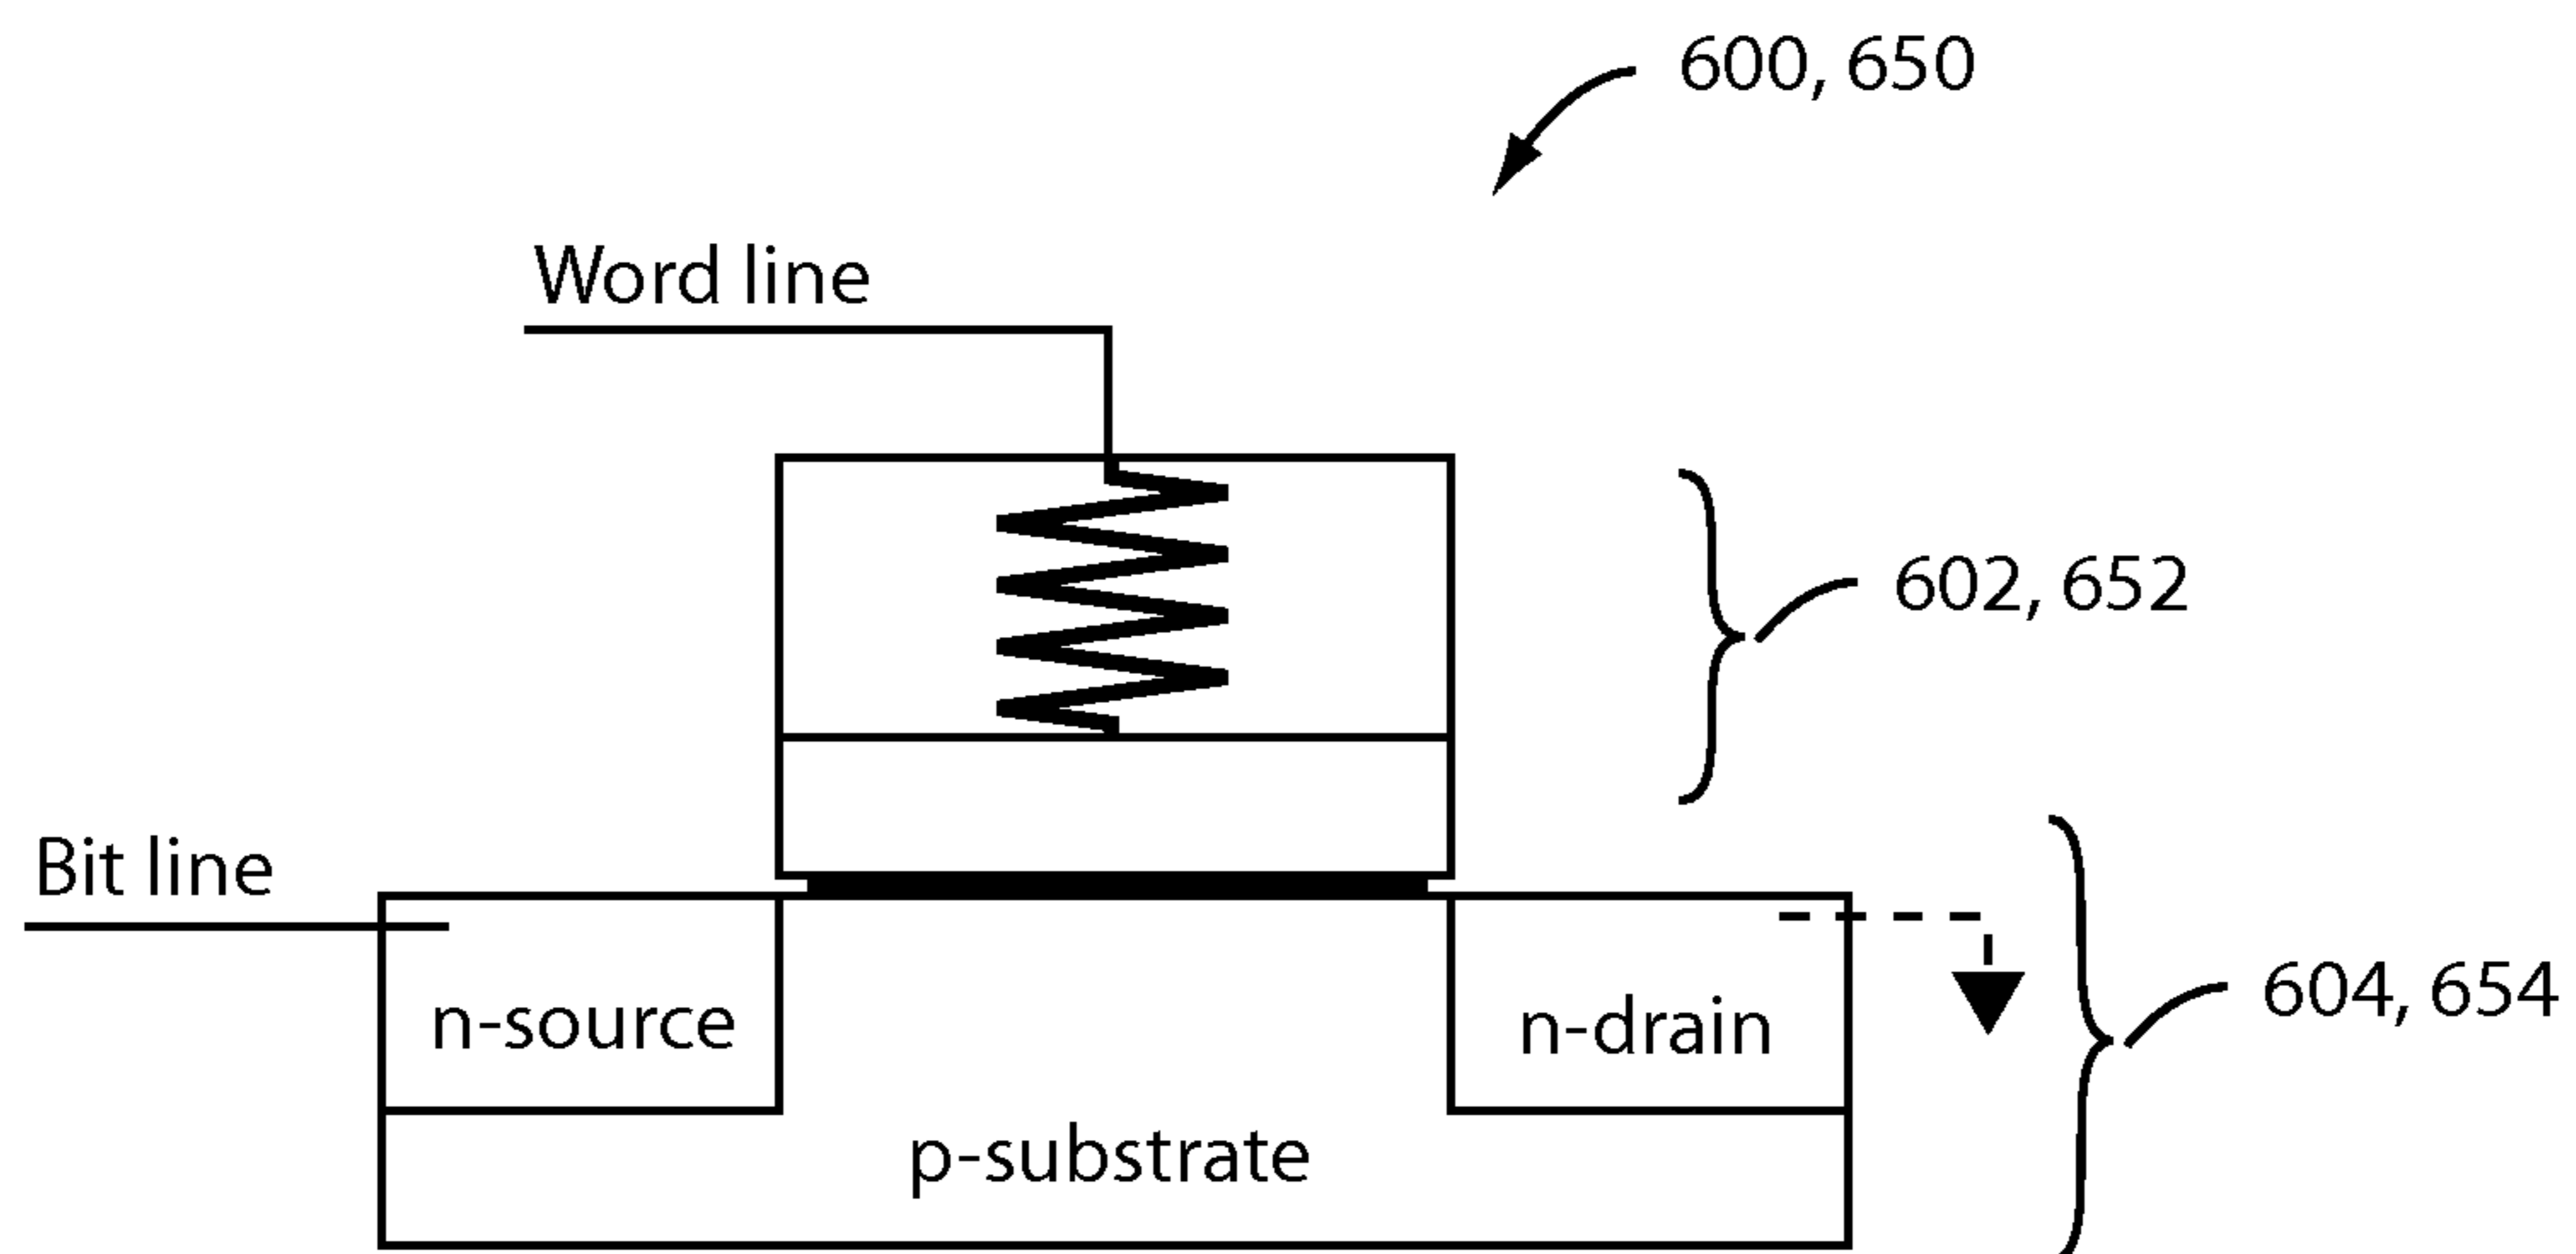 600, 650
Word line
602, 652
Bit line
604, 654
n-source
n-drain
p-substrate